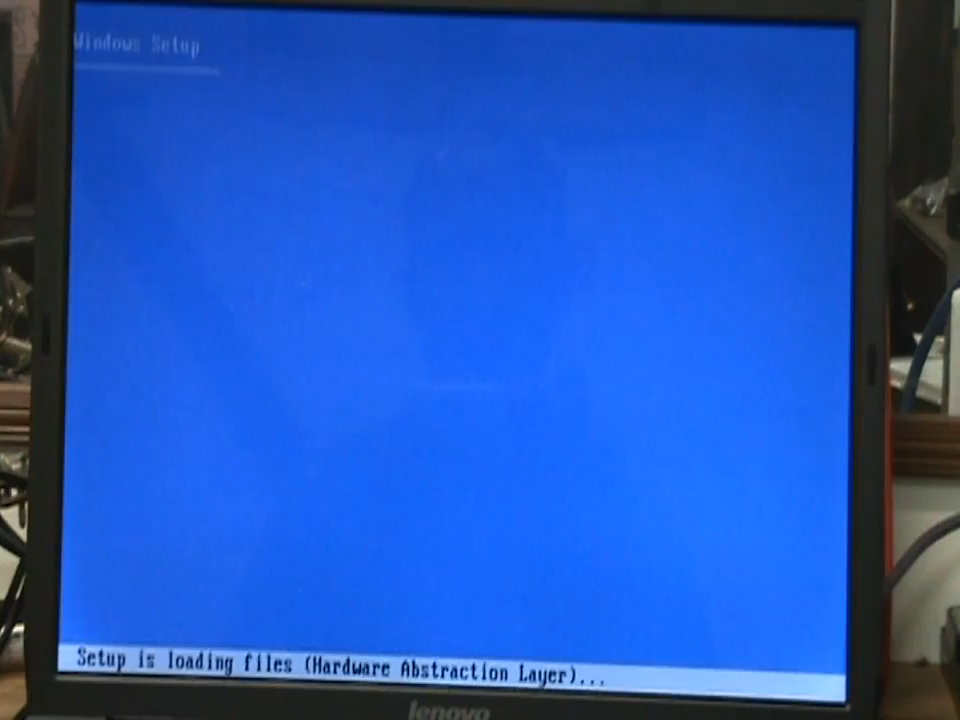 Windows Setup
Setup is loading files (Hardware Abstraction Layer)...
lenovo